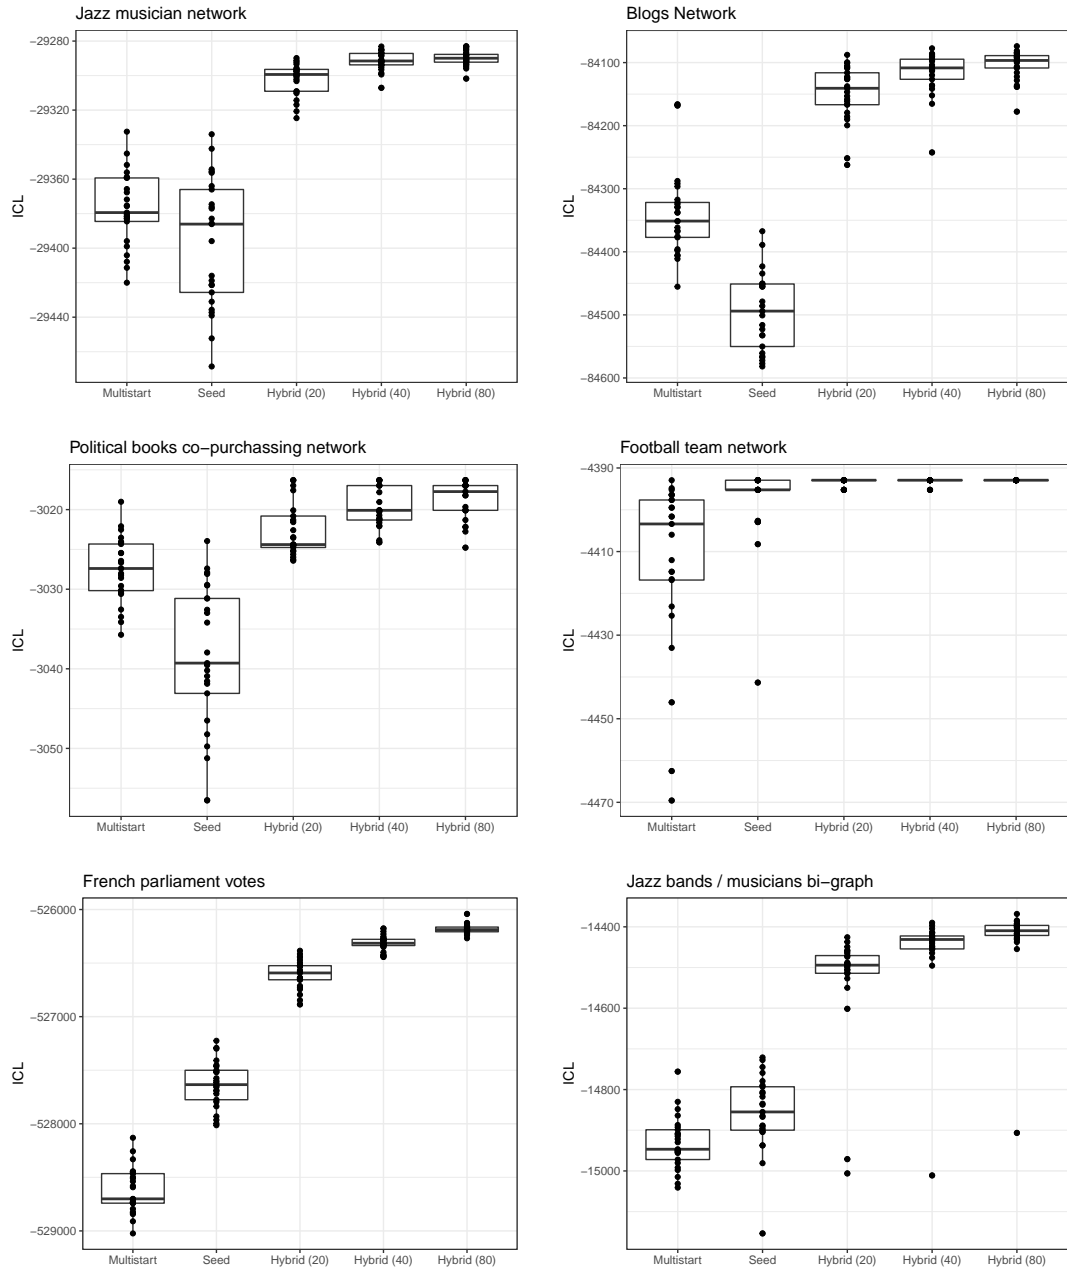 Jazz musician network
ICL
−29280
−29320
−29360
−29400
−29440
Multistart Seed Hybrid (20) Hybrid (40) Hybrid (80)
Blogs Network
ICL
−84100
−84200
−84300
−84400
−84500
−84600
Multistart Seed Hybrid (20) Hybrid (40) Hybrid (80)
Political books co−purchassing network
ICL
−3020
−3030
−3040
−3050
Multistart Seed Hybrid (20) Hybrid (40) Hybrid (80)
Football team network
ICL
−4390
−4410
−4430
−4450
−4470
Multistart Seed Hybrid (20) Hybrid (40) Hybrid (80)
French parliament votes
ICL
−526000
−527000
−528000
−529000
Multistart Seed Hybrid (20) Hybrid (40) Hybrid (80)
Jazz bands / musicians bi−graph
ICL
−14400
−14600
−14800
−15000
Multistart Seed Hybrid (20) Hybrid (40) Hybrid (80)